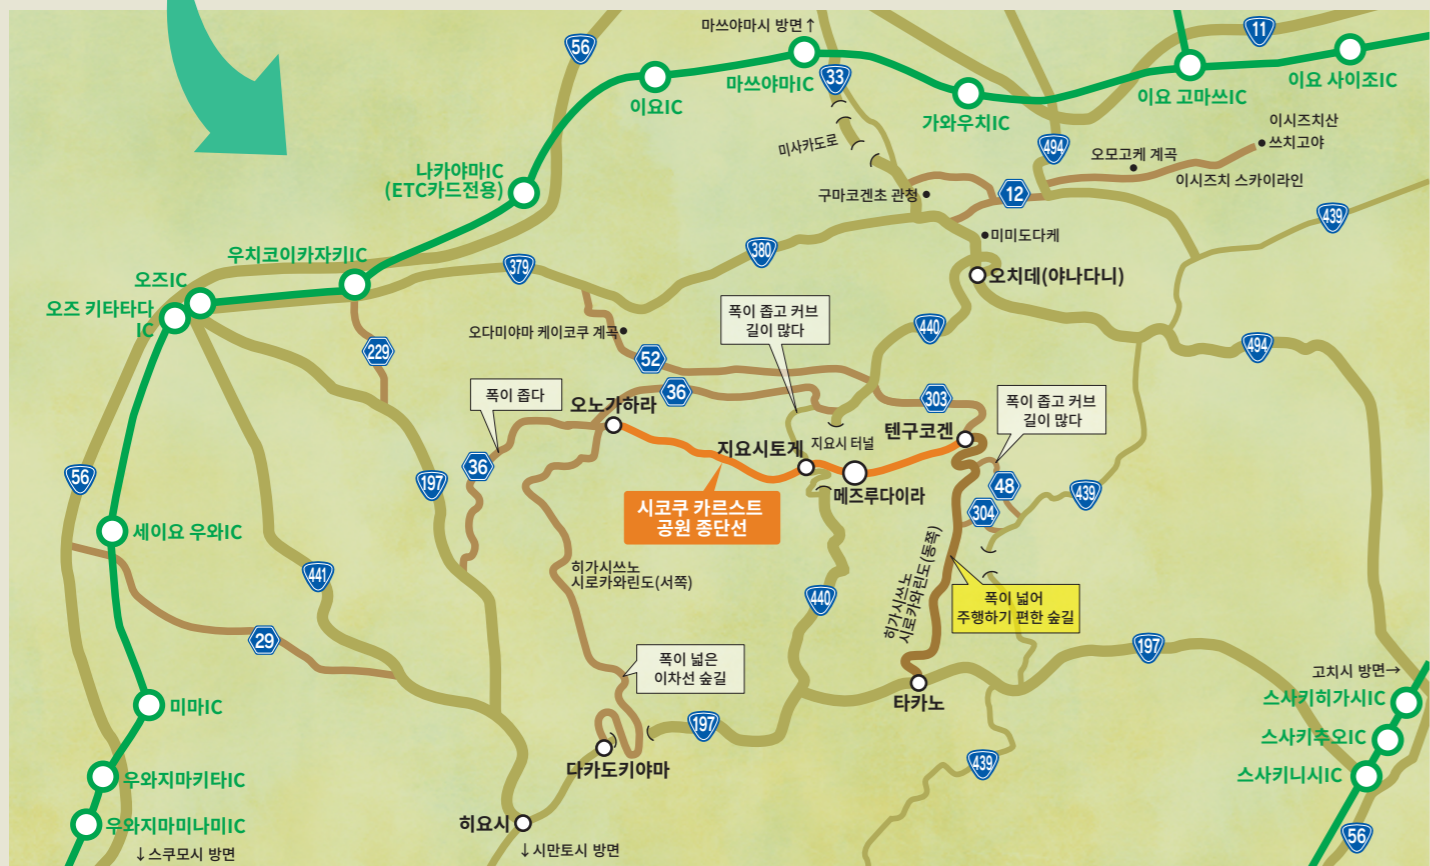 마쓰야마시 방면↑
11
56
이요IC
마쓰야마IC
33
가와우치IC
이요 고마쓰IC
이요 사이조IC
이시즈치산
쓰치고야
미사카도로
494
오모고케 계곡
이시즈치 스카이라인
나카야마IC
(ETC카드전용)
구마코겐초 관청
12
439
미미도다케
우치코이카자키IC
379
380
오치데(야나다니)
오즈IC
오즈 키타타다
IC
폭이 좁고 커브
길이 많다
오다미야마 케이코쿠 계곡
440
494
229
52
36
303
폭이 좁다
오노가하라
폭이 좁고 커브
길이 많다
텐구코겐
지요시토게
지요시 터널
메즈루다이라
36
56
197
48
439
304
시코쿠 카르스트
공원 종단선
세이요 우와IC
히가시쓰노
시로카와린도(서쪽)
히가시쓰노
시로카와린도(동쪽)
441
440
폭이 넓어
주행하기 편한 숲길
29
폭이 넓은
이차선 숲길
197
고치시 방면→
타카노
스사키히가시IC
미마IC
197
스사키추오IC
다카도키야마
439
스사키니시IC
우와지마키타IC
히요시
우와지마미나미IC
56
↓스쿠모시 방면
↓시만토시 방면